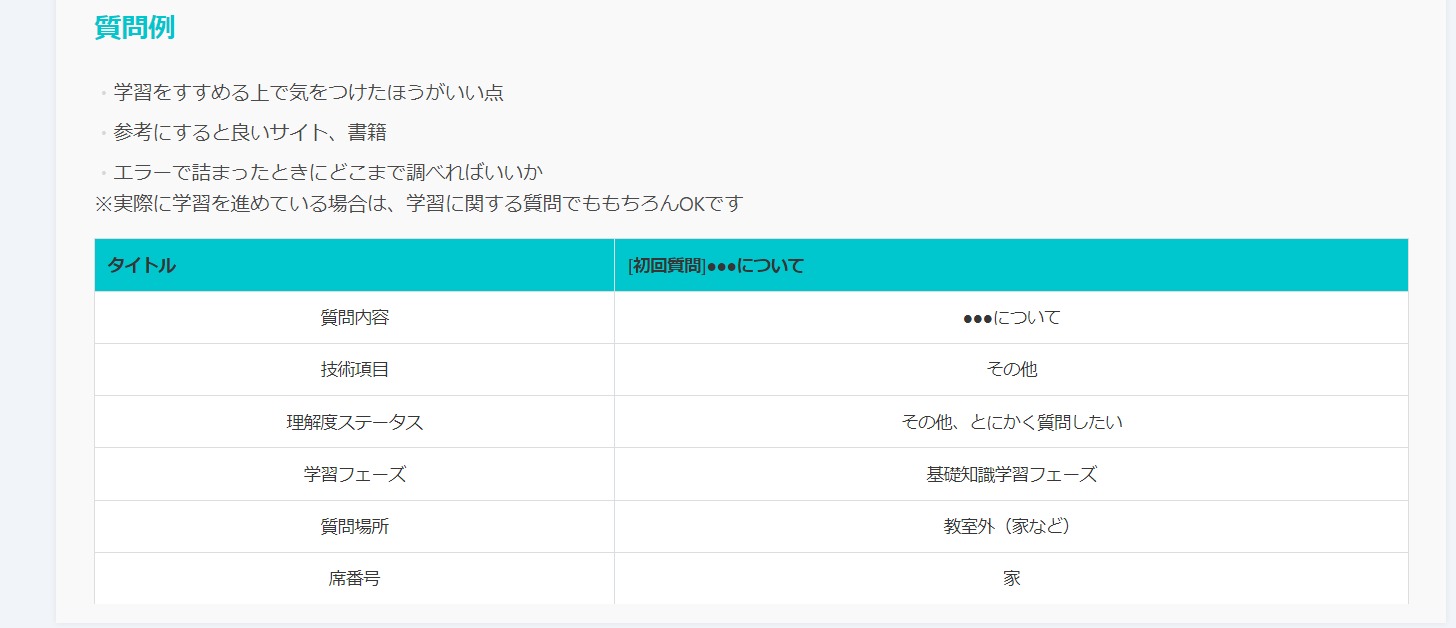 質問例
・学習をすすめる上で気をつけたほうがいい点
・参考にすると良いサイト、書籍
・エラーで詰まったときにどこまで調べればいいか
※実際に学習を進めている場合は、学習に関する質問でももちろんOKです
タイトル [初回質問]●●●について
質問内容 ●●●について
技術項目 その他
理解度ステータス その他、とにかく質問したい
学習フェーズ 基礎知識学習フェーズ
質問場所 教室外（家など）
席番号 家